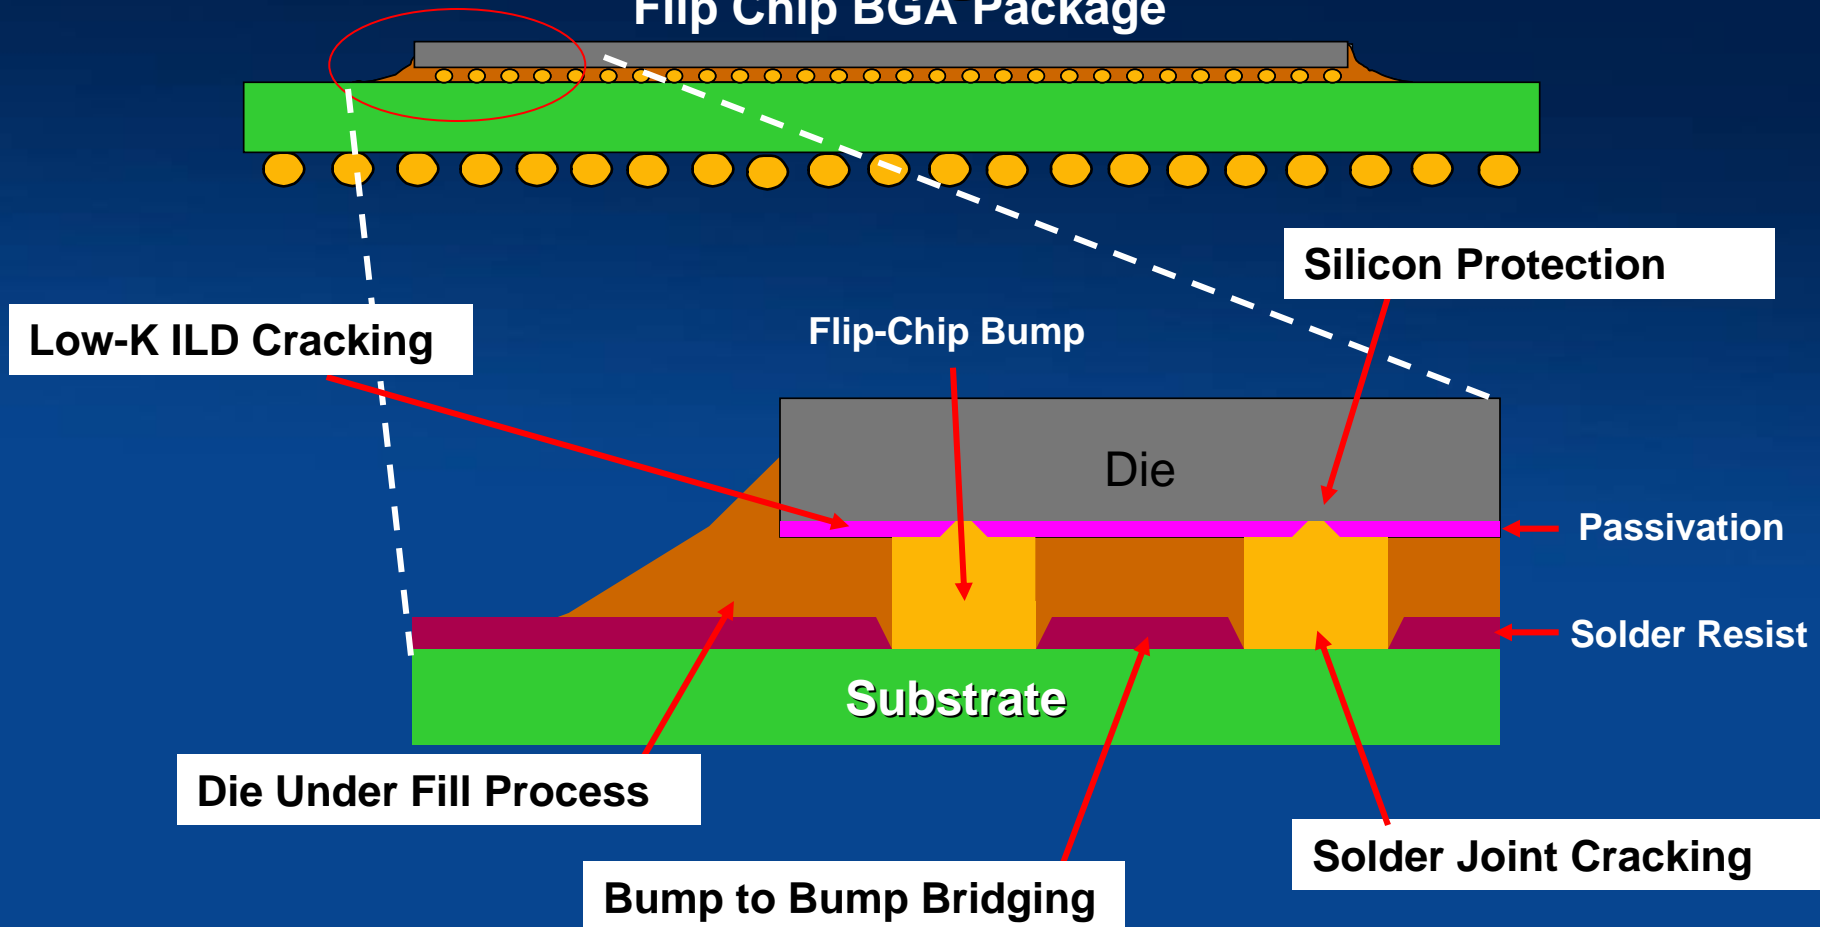 Flip Chip BGA Package
Silicon Protection
Low-K ILD Cracking
Flip-Chip Bump
Die
Passivation
Solder Resist
Substrate
Die Under Fill Process
Solder Joint Cracking
Bump to Bump Bridging